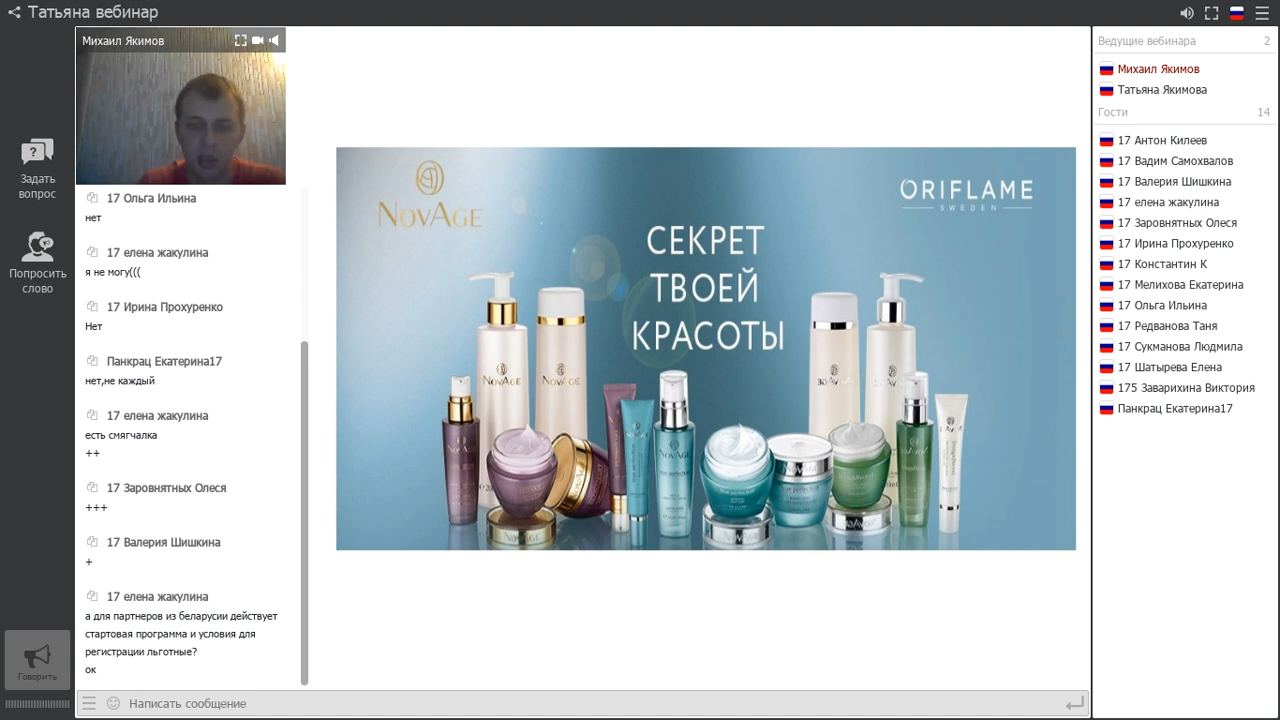 Татьяна вебинар
Михаил Якимов
17 Ольга Ильина
нет
17 елена жакулина
я не могу(((
17 Ирина Прохуренко
Нет
Панкрац Екатерина17
нет,не каждый
17 елена жакулина
есть смягчалка
++
17 Заровнятных Олеся
+++
17 Валерия Шишкина
+
17 елена жакулина
а для партнеров из беларусии действует
стартовая программа и условия для
регистрации льготные?
ок
Написать сообщение
Задать
вопрос
Попросить
слово
Говорить
NOVAGE
ORIFLAME
SWEDEN
СЕКРЕТ
ТВОЕЙ
КРАСОТЫ
NOVAGE
NOVAGE
NOVAGE
Ведущие вебинара 2
Михаил Якимов
Татьяна Якимова
Гости 14
17 Антон Килеев
17 Вадим Самохвалов
17 Валерия Шишкина
17 елена жакулина
17 Заровнятных Олеся
17 Ирина Прохуренко
17 Константин К
17 Мелихова Екатерина
17 Ольга Ильина
17 Редванова Таня
17 Сукманова Людмила
17 Шатырева Елена
175 Заварихина Виктория
Панкрац Екатерина17